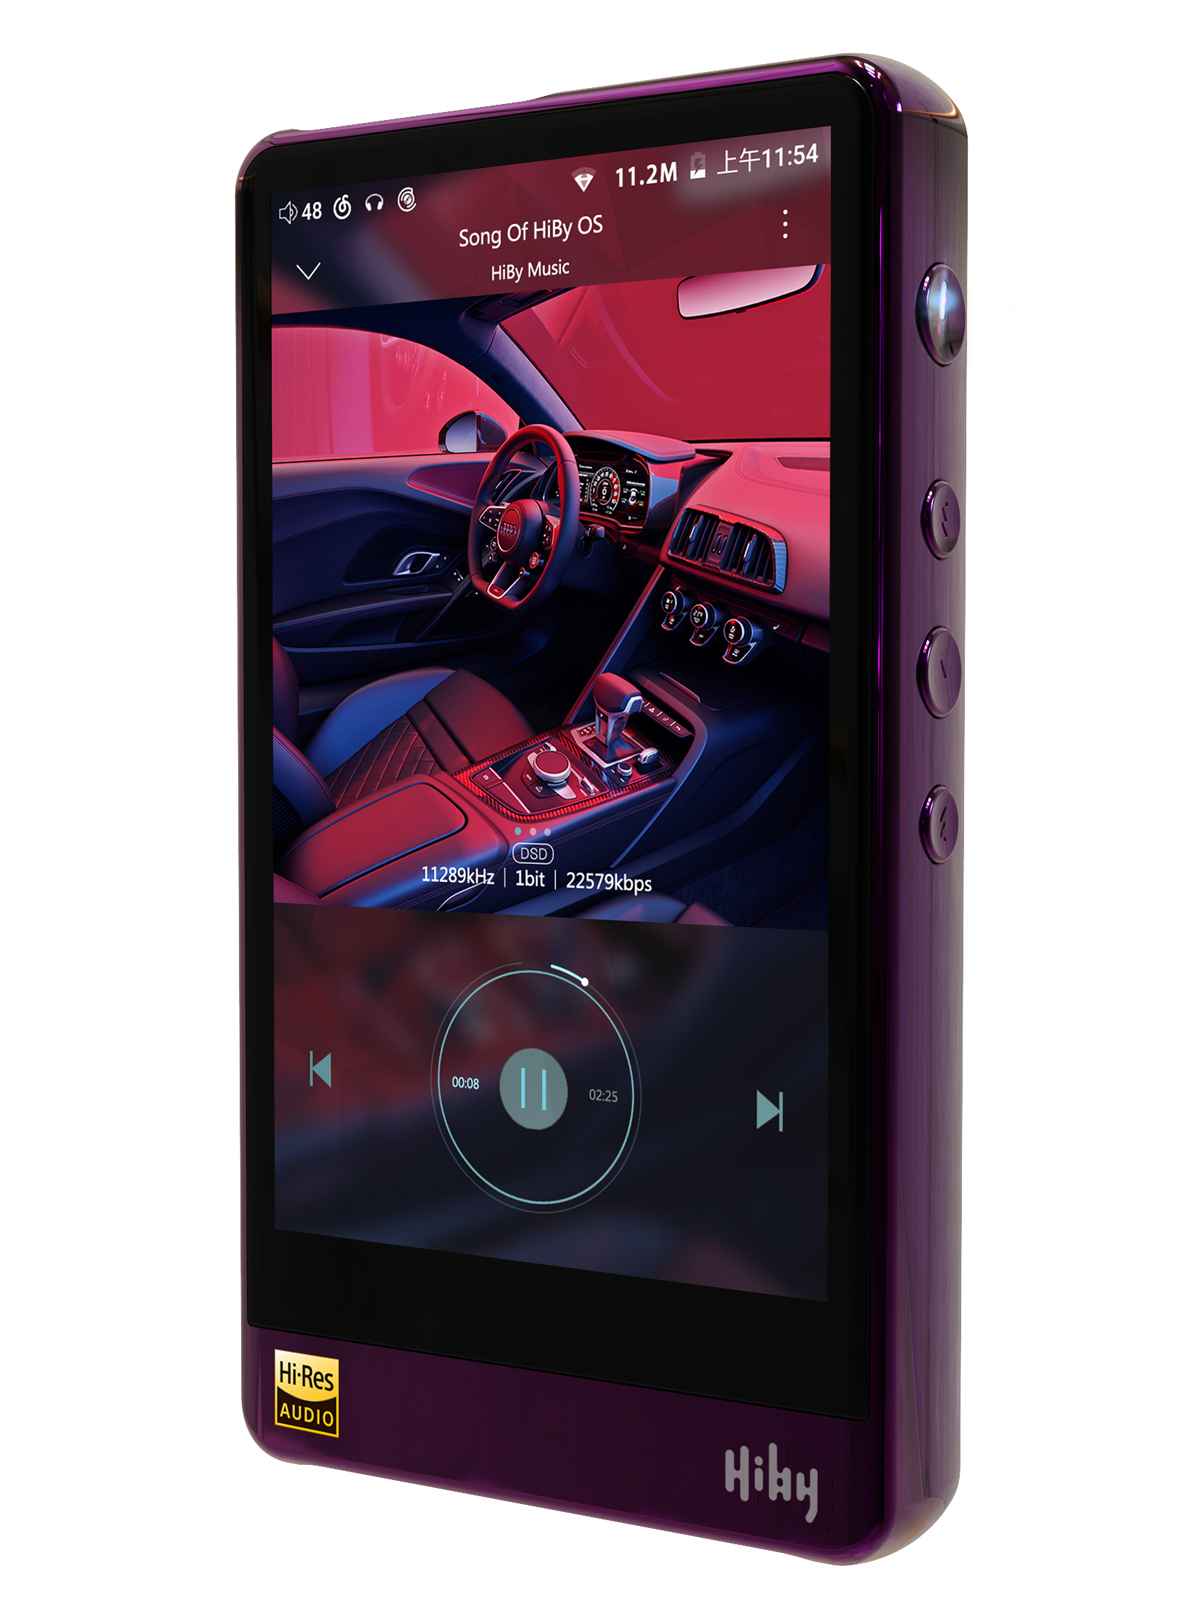 48
11.2M
上午11:54
Song Of HiBy OS
HiBy Music
DSD
11289kHz | 1bit | 22579kbps
00:08
02:25
Hi-Res
AUDIO
HiBy